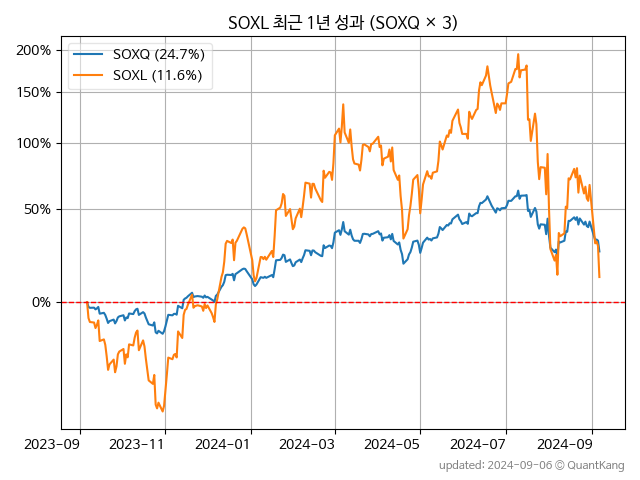 SOXL 최근 1년 성과 (SOXQ × 3)
SOXQ (24.7%)
SOXL (11.6%)
200%
150%
100%
50%
0%
2023-09 2023-11 2024-01 2024-03 2024-05 2024-07 2024-09
updated: 2024-09-06 © QuantKang